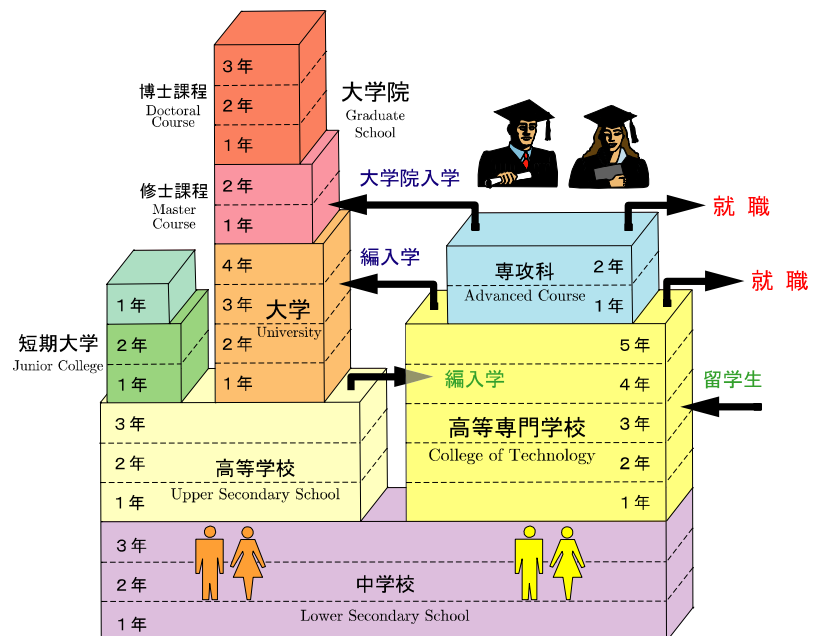 3年
博士課程
Doctoral
Course
2年
1年
大学院
Graduate
School
修士課程
Master
Course
2年
1年
大学院入学
就 職
4年
3年
2年
1年
大学
University
編入学
専攻科
Advanced Course
2年
1年
就 職
1年
短期大学
Junior College
2年
1年
編入学
留学生
5年
4年
3年
2年
1年
高等専門学校
College of Technology
3年
2年
1年
高等学校
Upper Secondary School
3年
2年
1年
中学校
Lower Secondary School